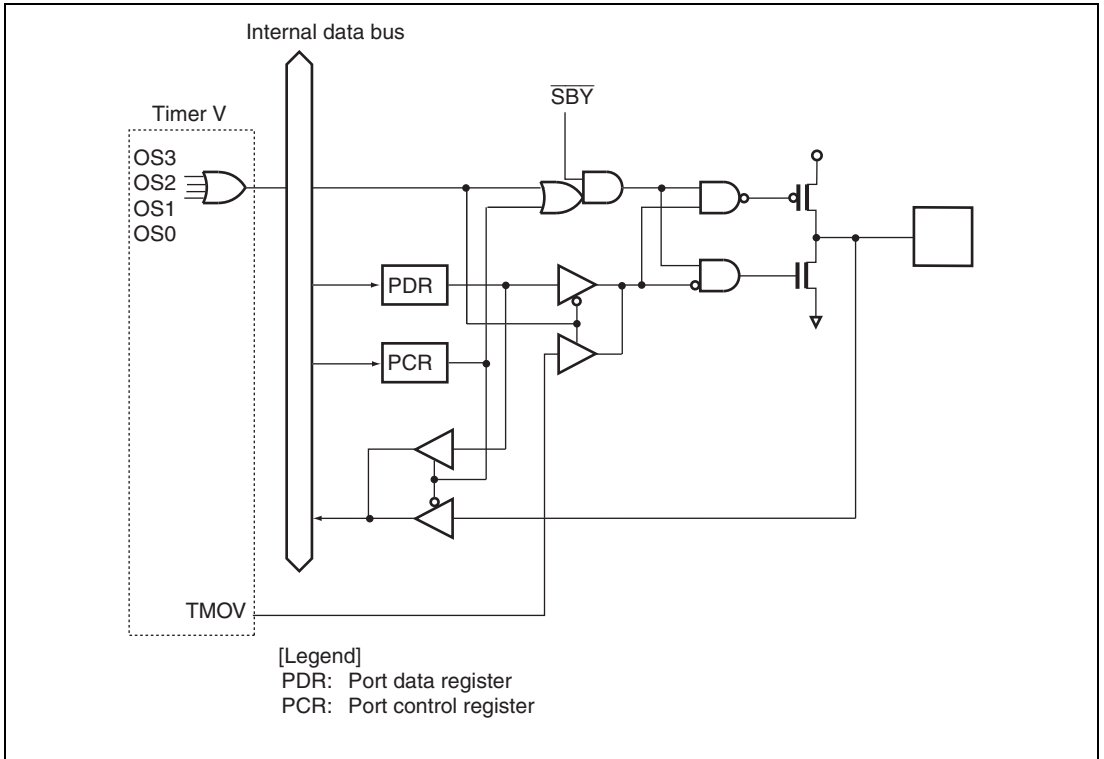 Internal data bus
SBY
Timer V
OS3
OS2
OS1
OS0
PDR
PCR
TMOV
[Legend]
PDR: Port data register
PCR: Port control register